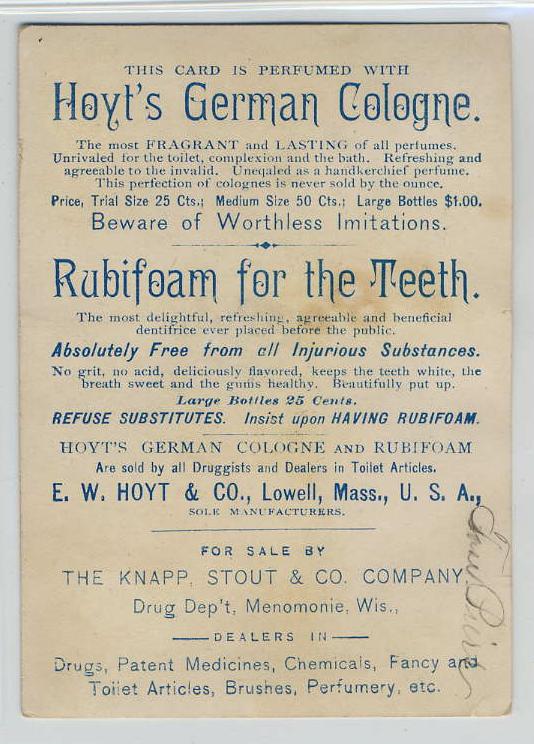 THIS CARD IS PERFUMED WITH
Hoyt's German Cologne.
The most FRAGRANT and LASTING of all perfumes.
Unrivaled for the toilet, complexion and the bath. Refreshing and
agreeable to the invalid. Uneqaled as a handkerchief perfume.
This perfection of colognes is never sold by the ounce.
Price, Trial Size 25 Cts.; Medium Size 50 Cts.; Large Bottles $1.00.
Beware of Worthless Imitations.
Rubifoam for the Teeth.
The most delightful, refreshing, agreeable and beneficial
dentifrice ever placed before the public.
Absolutely Free from all Injurious Substances.
No grit, no acid, deliciously flavored, keeps the teeth white, the
breath sweet and the gums healthy. Beautifully put up.
Large Bottles 25 Cents.
REFUSE SUBSTITUTES. Insist upon HAVING RUBIFOAM.
HOYT'S GERMAN COLOGNE AND RUBIFOAM
Are sold by all Druggists and Dealers in Toilet Articles.
E. W. HOYT & CO., Lowell, Mass., U. S. A.,
SOLE MANUFACTURERS.
FOR SALE BY
THE KNAPP, STOUT & CO. COMPANY
Drug Dep't, Menomonie, Wis.,
DEALERS IN
Drugs, Patent Medicines, Chemicals, Fancy and
Toilet Articles, Brushes, Perfumery, etc.